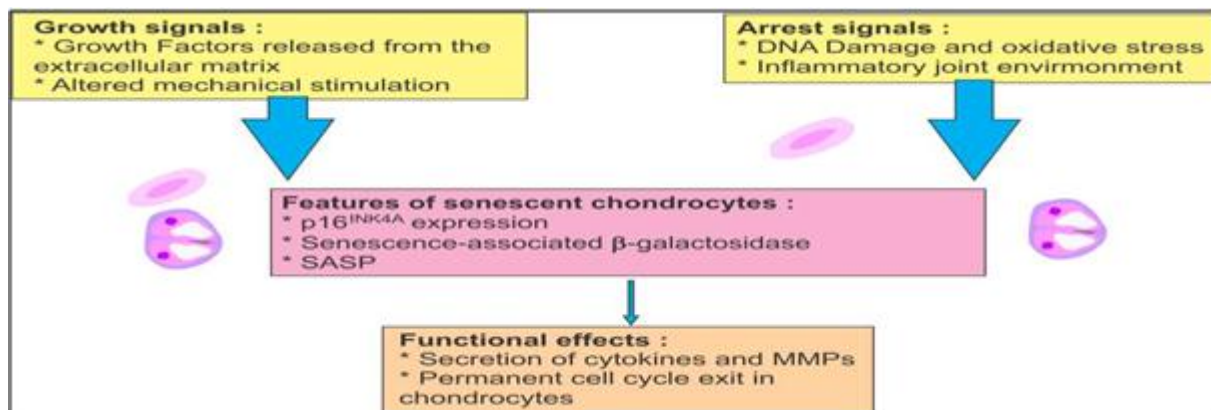 Growth signals :
* Growth Factors released from the
extracellular matrix
* Altered mechanical stimulation
Arrest signals :
* DNA Damage and oxidative stress
* Inflammatory joint envirmonment
Features of senescent chondrocytes :
* p16INK4A expression
* Senescence-associated β-galactosidase
* SASP
Functional effects :
* Secretion of cytokines and MMPs
* Permanent cell cycle exit in
chondrocytes